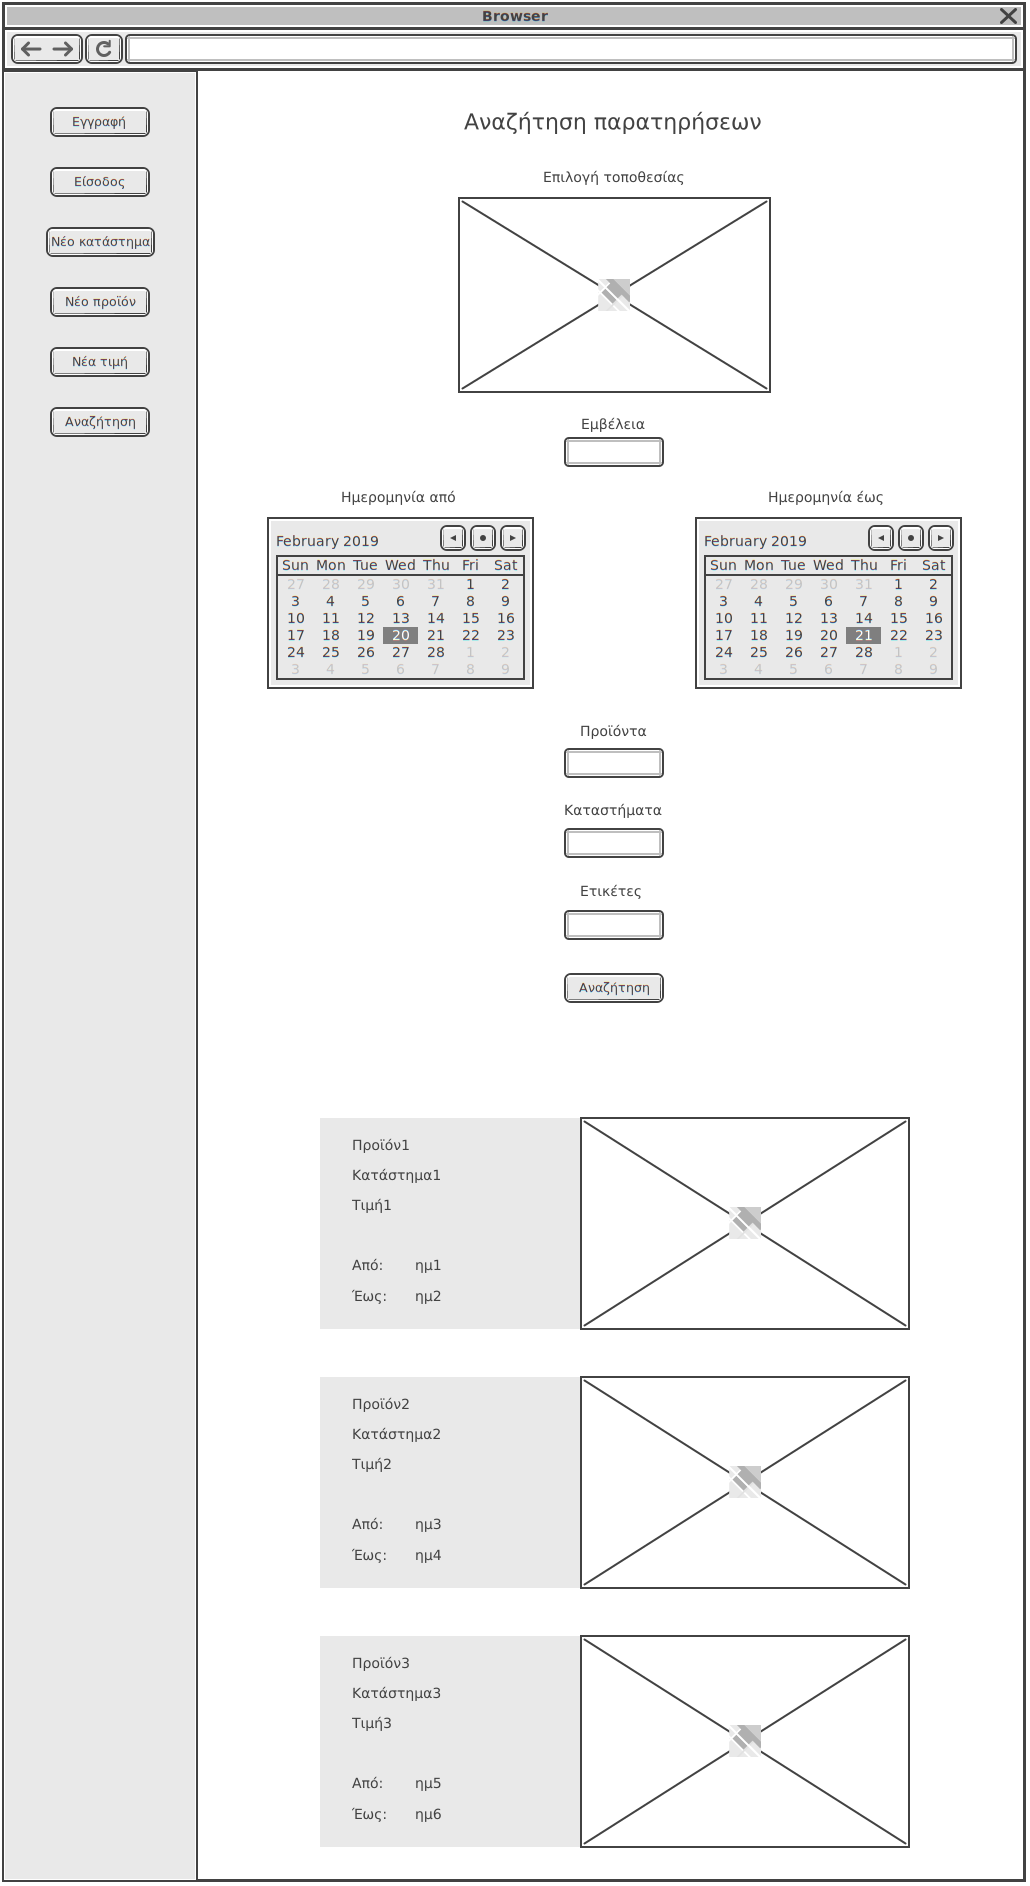 Browser
Εγγραφή
Είσοδος
Νέο κατάστημα
Νέο προϊόν
Νέα τιμή
Αναζήτηση
Αναζήτηση παρατηρήσεων
Επιλογή τοποθεσίας
Εμβέλεια
Ημερομηνία από
February 2019
Sun Mon Tue Wed Thu Fri Sat
27 28 29 30 31 1 2
3 4 5 6 7 8 9
10 11 12 13 14 15 16
17 18 19 20 21 22 23
24 25 26 27 28 1 2
3 4 5 6 7 8 9
Ημερομηνία έως
February 2019
Sun Mon Tue Wed Thu Fri Sat
27 28 29 30 31 1 2
3 4 5 6 7 8 9
10 11 12 13 14 15 16
17 18 19 20 21 22 23
24 25 26 27 28 1 2
3 4 5 6 7 8 9
Προϊόντα
Καταστήματα
Ετικέτες
Αναζήτηση
Προϊόν1
Κατάστημα1
Τιμή1
Από: ημ1
Έως: ημ2
Προϊόν2
Κατάστημα2
Τιμή2
Από: ημ3
Έως: ημ4
Προϊόν3
Κατάστημα3
Τιμή3
Από: ημ5
Έως: ημ6